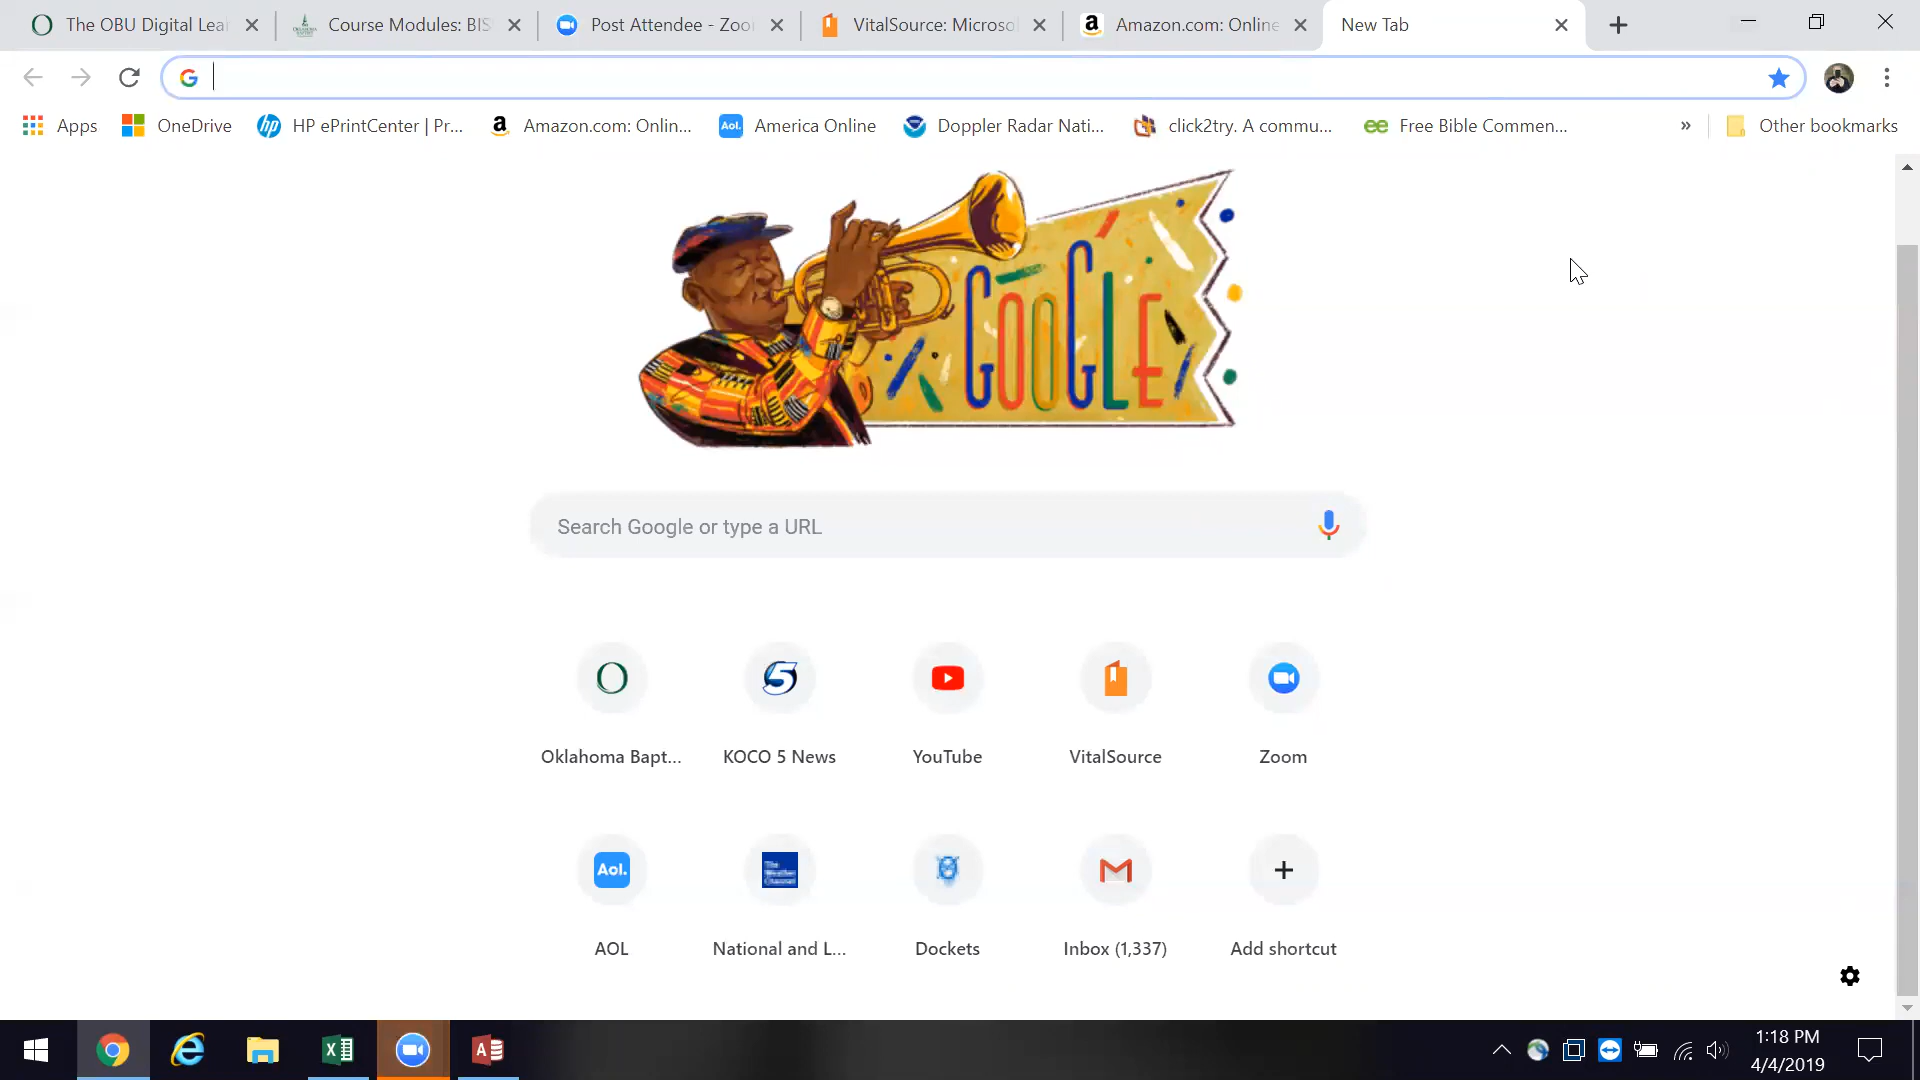 The OBU Digital Lea
Course Modules: BIS
Post Attendee - Zoo
VitalSource: Microso
Amazon.com: Online
New Tab
Apps
OneDrive
HP ePrintCenter | Pr...
Amazon.com: Onlin...
Aol.
America Online
Doppler Radar Nati...
click2try. A commu...
Free Bible Commen...
Other bookmarks
GOOGLE
Search Google or type a URL
Oklahoma Bapt...
KOCO 5 News
YouTube
VitalSource
Zoom
Aol.
AOL
National and L...
Dockets
Inbox (1,337)
Add shortcut
1:18 PM
4/4/2019